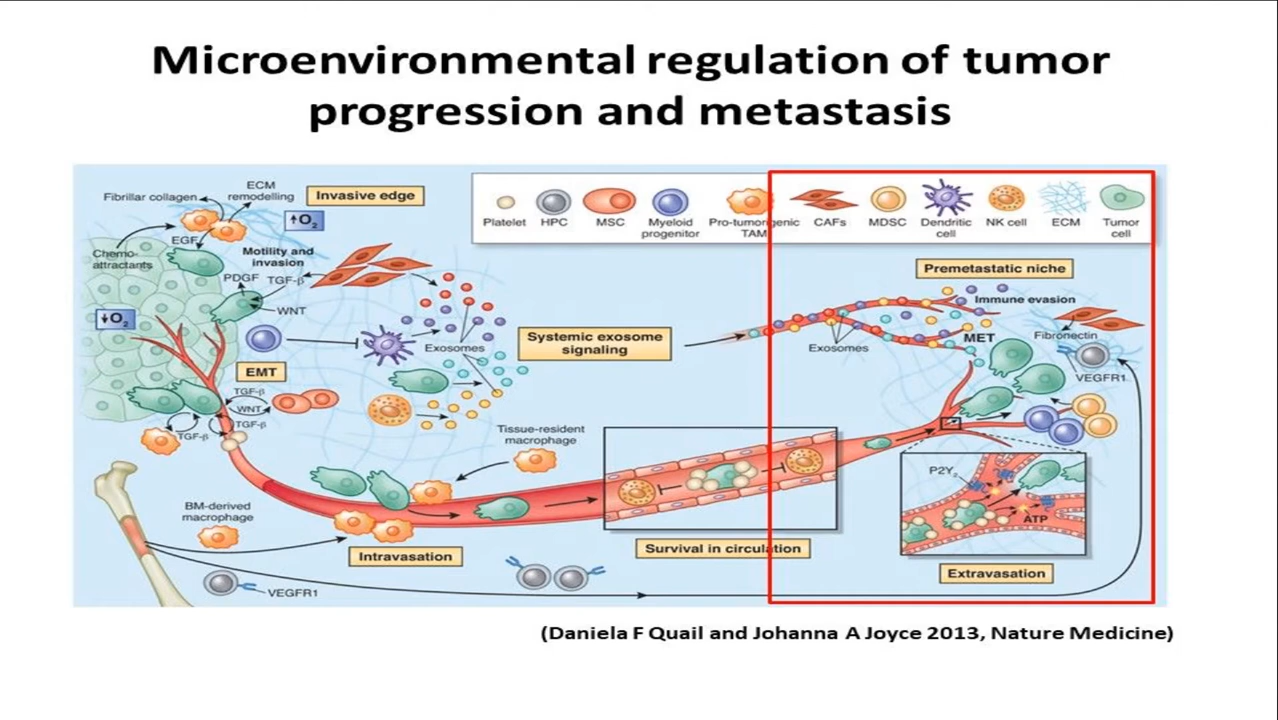 Microenvironmental regulation of tumor
progression and metastasis
Fibrillar collagen
ECM
remodelling
Invasive edge
↑O2
EGF
Chemo-
attractants
Motility and
invasion
PDGF
TGF-β
WNT
↓O2
EMT
TGF-β
WNT
TGF-β
TGF-β
Exosomes
Systemic exosome
signaling
Platelet
HPC
MSC
Myeloid
progenitor
Pro-tumorigenic
TAM
CAFs
MDSC
Dendritic
cell
NK cell
ECM
Tumor
cell
Premetastatic niche
Immune evasion
Exosomes
MET
Fibronectin
VEGFR1
Tissue-resident
macrophage
BM-derived
macrophage
Intravasation
VEGFR1
Survival in circulation
P2Y2
ATP
Extravasation
(Daniela F Quail and Johanna A Joyce 2013, Nature Medicine)